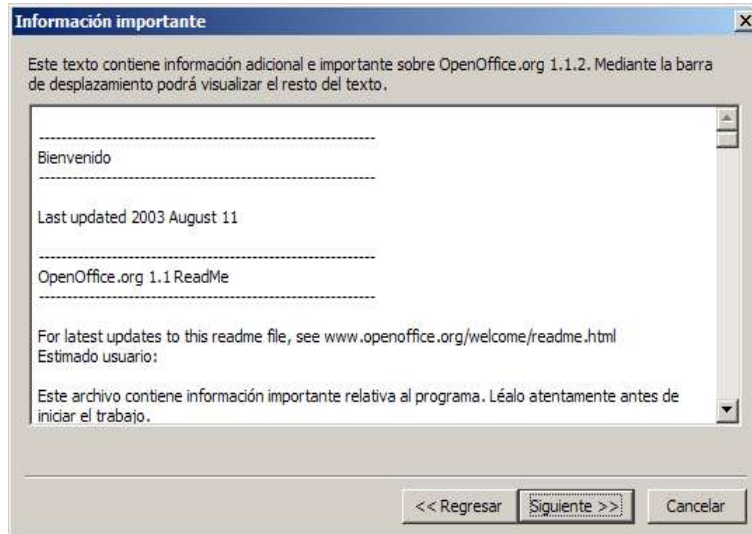 Información importante
Este texto contiene información adicional e importante sobre OpenOffice.org 1.1.2. Mediante la barra
de desplazamiento podrá visualizar el resto del texto.
------------------------------------------------------------
Bienvenido
------------------------------------------------------------
Last updated 2003 August 11
------------------------------------------------------------
OpenOffice.org 1.1 ReadMe
------------------------------------------------------------
For latest updates to this readme file, see www.openoffice.org/welcome/readme.html
Estimado usuario:
Este archivo contiene información importante relativa al programa. Léalo atentamente antes de
iniciar el trabajo.
<< Regresar
Siguiente >>
Cancelar